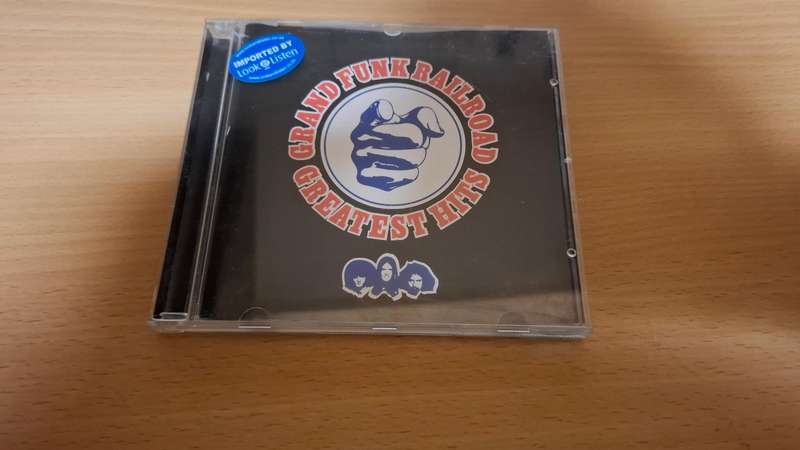 IMPORTED BY
Look & Listen
GRAND FUNK RAILROAD
GREATEST HITS